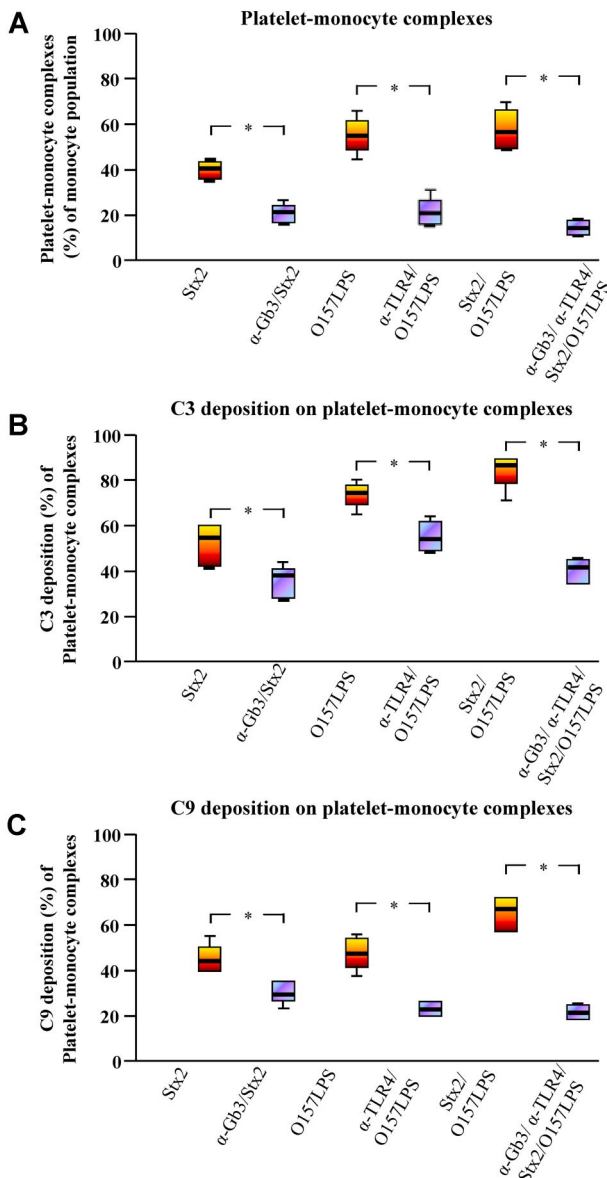 A
Platelet-monocyte complexes
Platelet-monocyte complexes
(%) of monocyte population
100
80
60
40
20
0
*
*
*
Stx2
α-Gb3/Stx2
O157LPS
α-TLR4/
O157LPS
Stx2/
O157LPS
α-Gb3/ α-TLR4/
Stx2/O157LPS
B
C3 deposition on platelet-monocyte complexes
C3 deposition (%) of
Platelet-monocyte complexes
100
80
60
40
20
0
*
*
*
Stx2
α-Gb3/Stx2
O157LPS
α-TLR4/
O157LPS
Stx2/
O157LPS
α-Gb3/ α-TLR4/
Stx2/O157LPS
C
C9 deposition on platelet-monocyte complexes
C9 deposition (%) of
Platelet-monocyte complexes
100
80
60
40
20
0
*
*
*
Stx2
α-Gb3/Stx2
O157LPS
α-TLR4/
O157LPS
Stx2/
O157LPS
α-Gb3/ α-TLR4/
Stx2/O157LPS